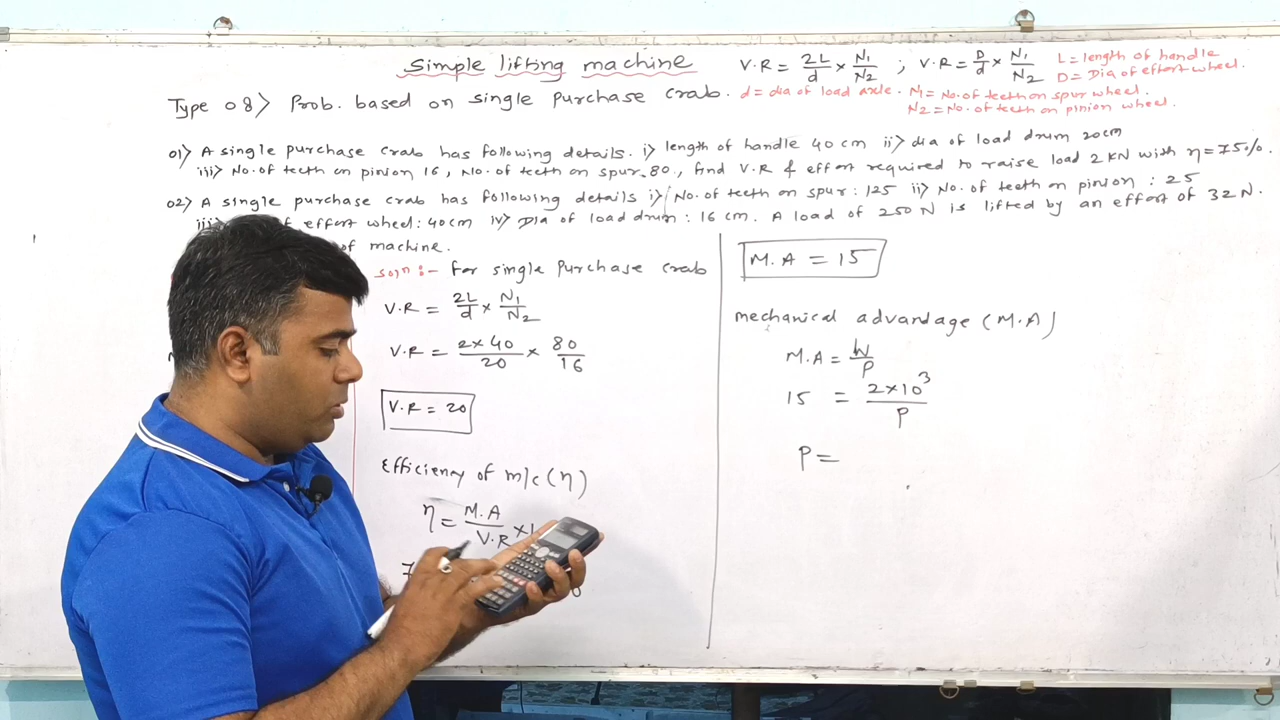 Simple lifting machine
V.R = 2L/d × N1/N2 ; V.R = D/d × N1/N2
L = length of handle
D = Dia of effort wheel.
Type 08> Prob. based on single purchase crab.
d = dia of load axle. N1 = No. of teeth on spur wheel.
N2 = No. of teeth on pinion wheel.
01> A single purchase crab has following details. i> length of handle 40 cm ii> dia of load drum 20cm
iii> No. of teeth on pinion 16, No. of teeth on spur-80., find V.R & effort required to raise load 2 KN with η = 75%.
02> A single purchase crab has following details i> No. of teeth on spur : 125 ii> No. of teeth on pinion : 25
iii> of effort wheel : 40cm iv> Dia of load drum : 16 cm. A load of 250 N is lifted by an effort of 32 N.
of machine.
Soln :- for single purchase crab
V.R = 2L/d × N1/N2
V.R = 2×40/20 × 80/16
V.R = 20
Efficiency of m/c (η)
η = M.A/V.R ×
M.A = 15
mechanical advantage (M.A)
M.A = W/P
15 = 2×10³/P
P =